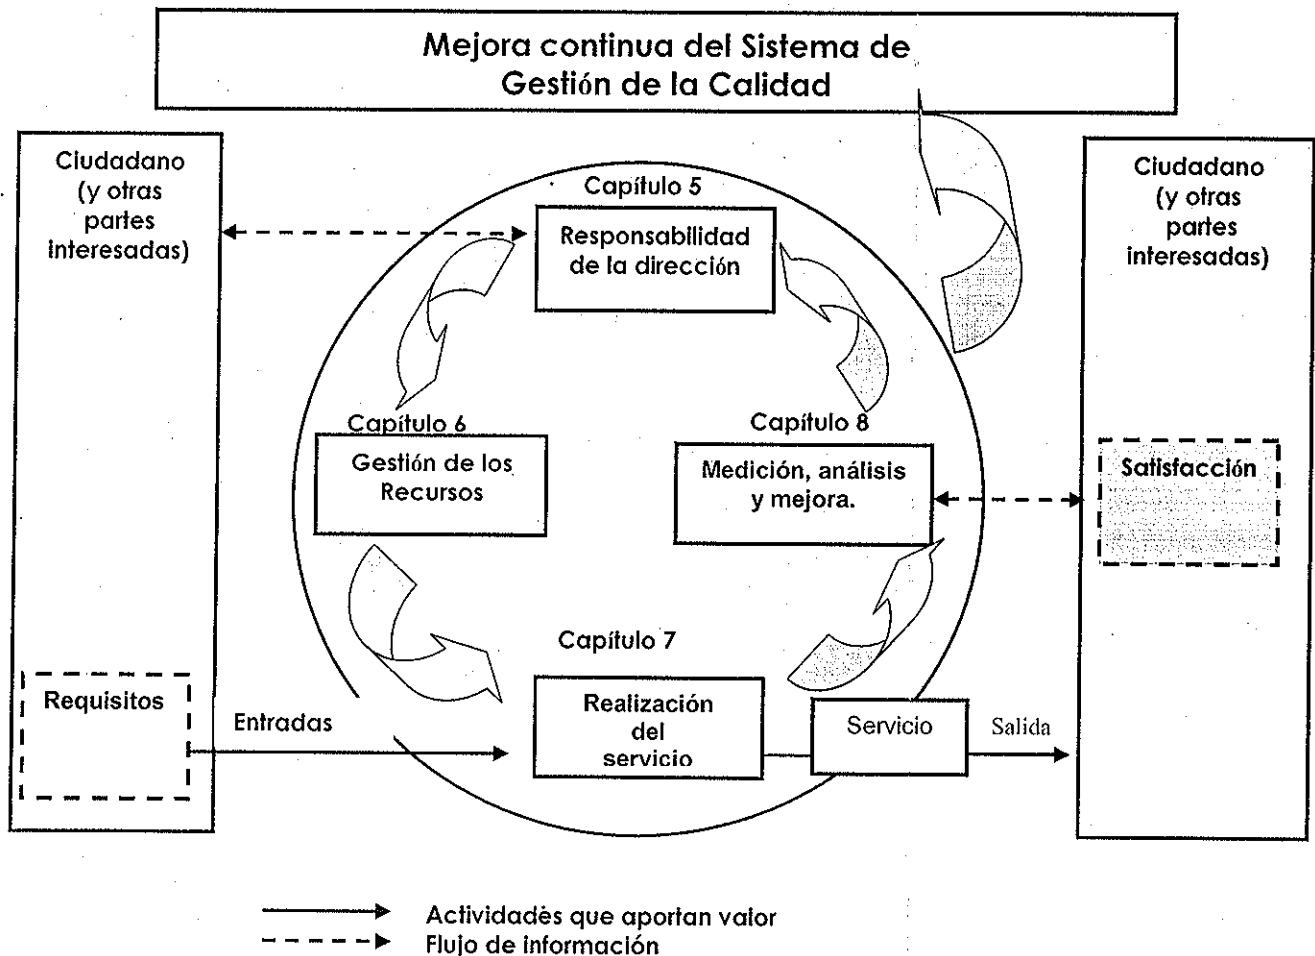 Mejora continua del Sistema de
Gestión de la Calidad
Ciudadano
(y otras
partes
interesadas)
Capítulo 5
Responsabilidad
de la dirección
Ciudadano
(y otras
partes
interesadas)
Capítulo 6
Gestión de los
Recursos
Capítulo 8
Medición, análisis
y mejora.
Satisfacción
Capítulo 7
Requisitos
Entradas
Realización
del
servicio
Servicio
Salida
Actividades que aportan valor
Flujo de información